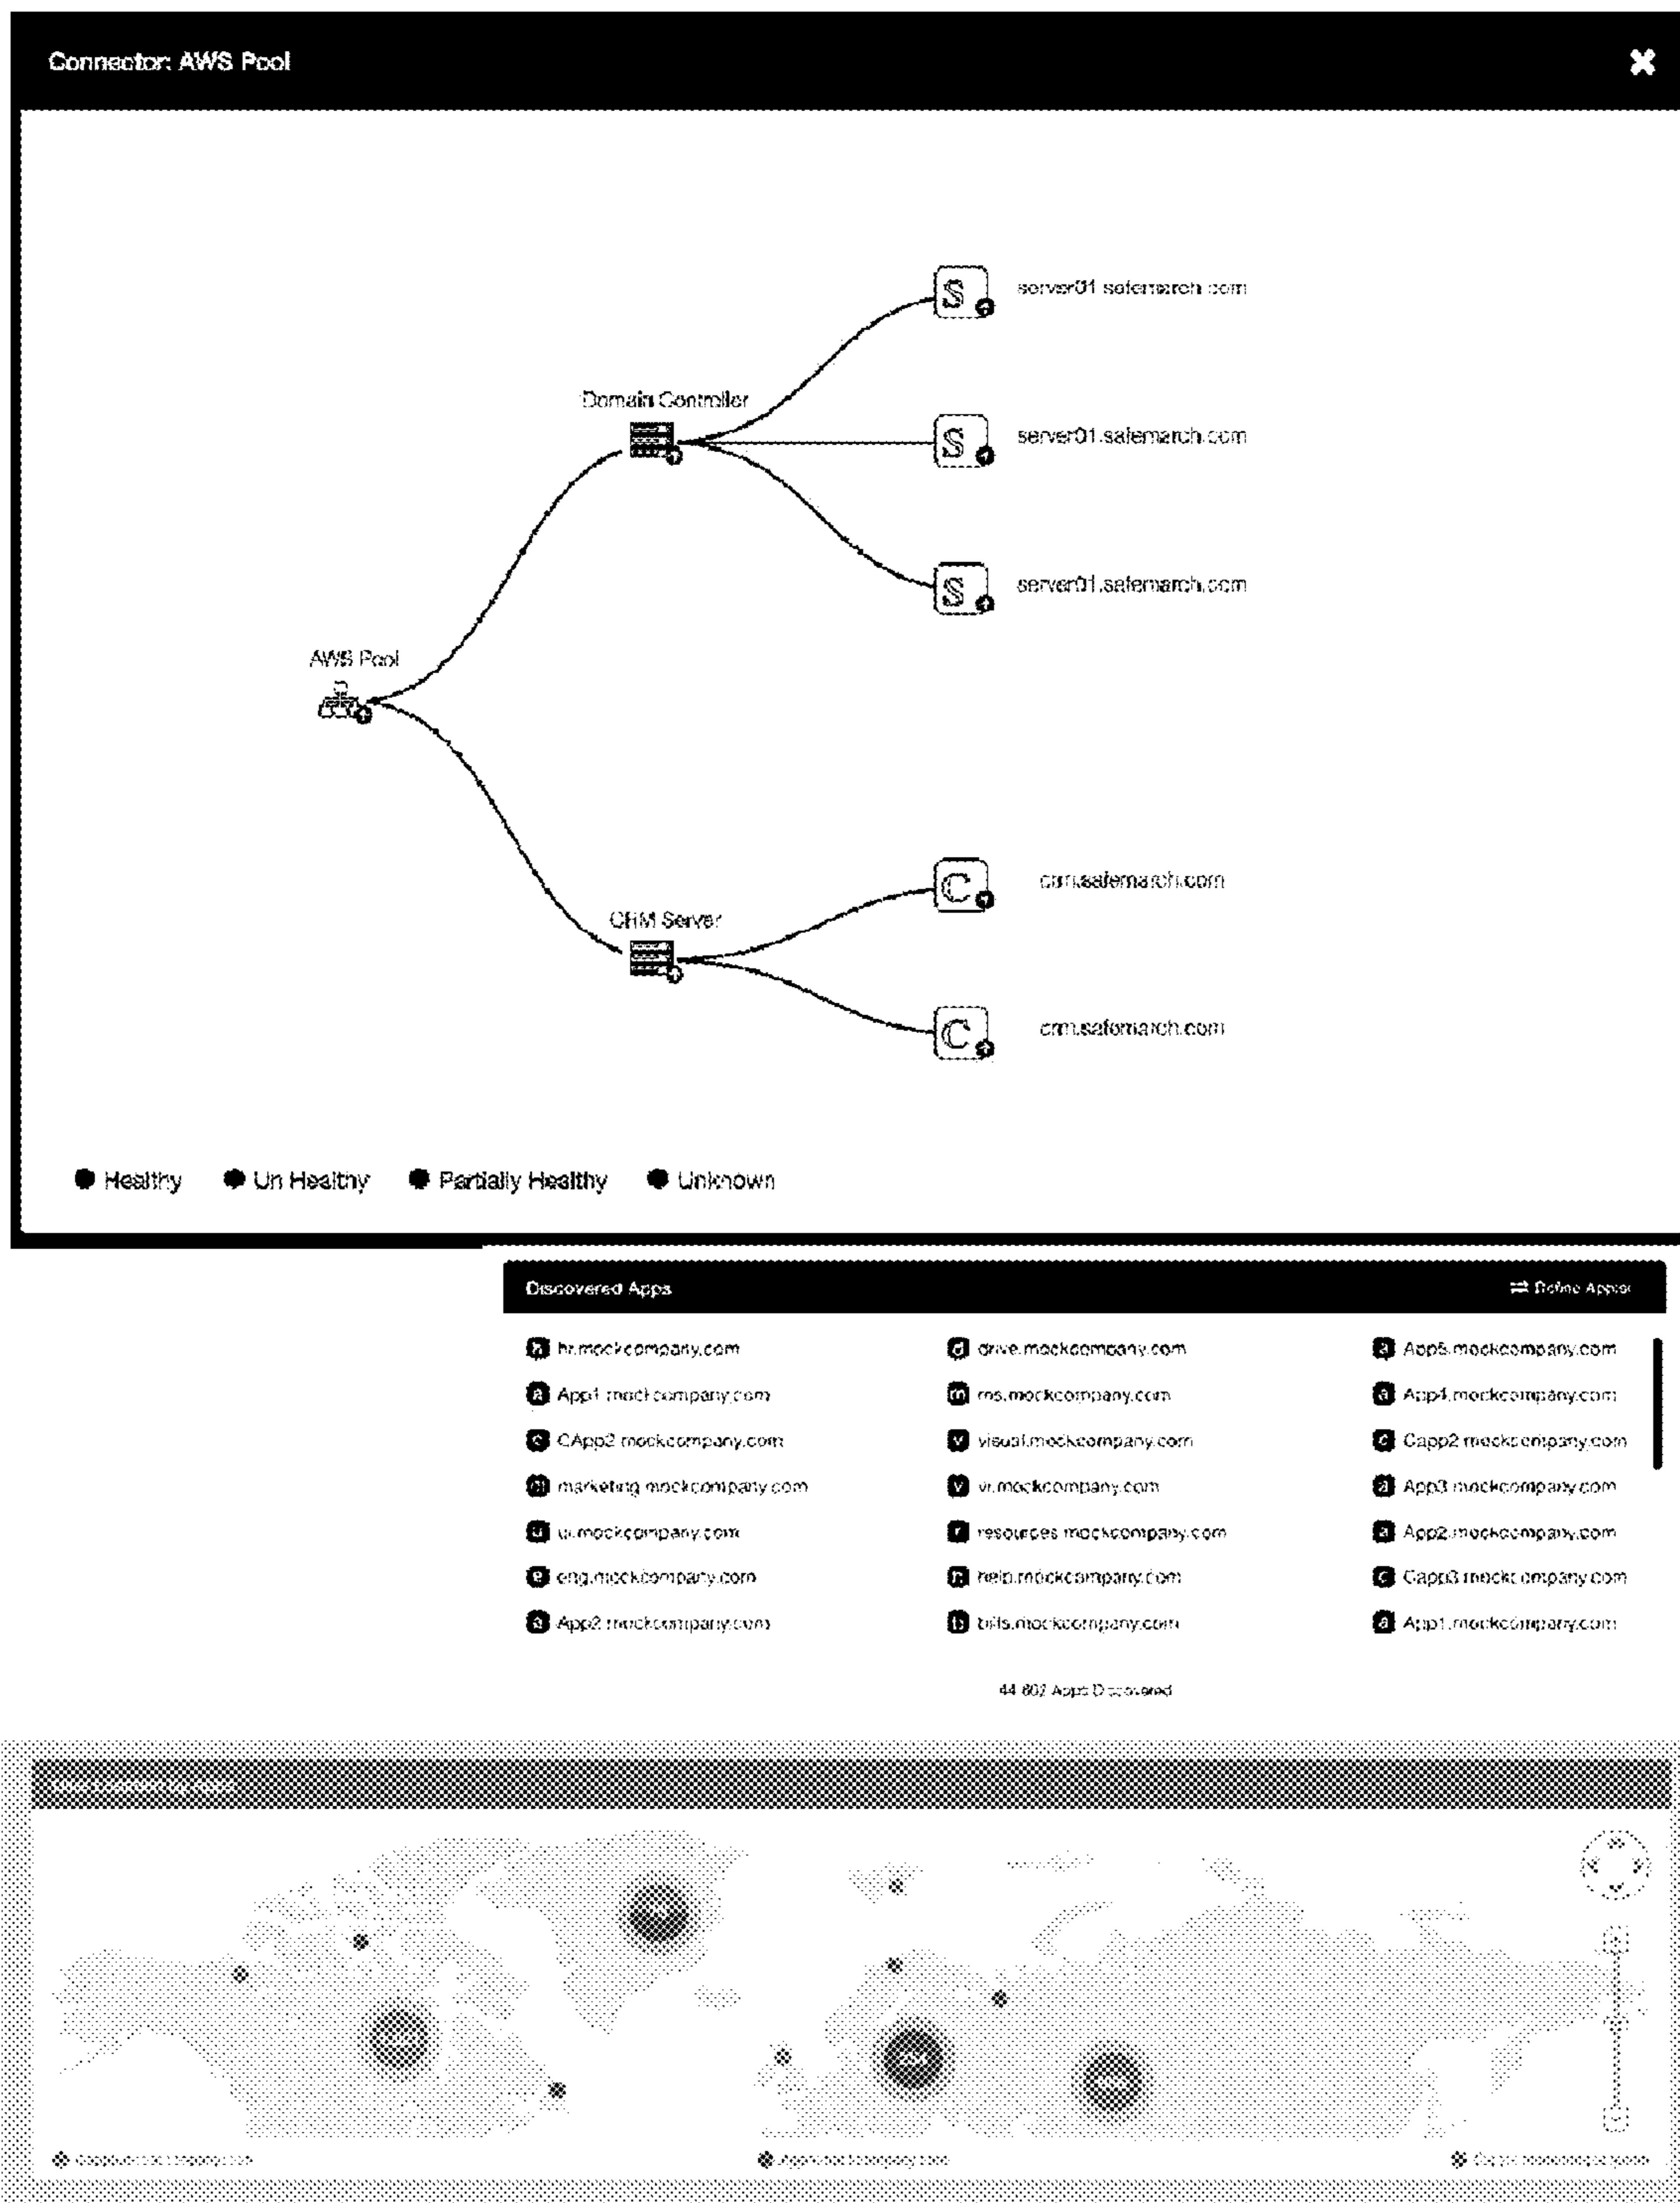 Connector: AWS Pool
server01.safemarch.com
Domain Controller
server01.safemarch.com
server01.safemarch.com
AWS Pool
crm.safemarch.com
CRM Server
crm.safemarch.com
Healthy Un Healthy Partially Healthy Unknown
Discovered Apps
hr.mockcompany.com drive.mockcompany.com App5.mockcompany.com
App1.mockcompany.com ms.mockcompany.com App4.mockcompany.com
CApp2.mockcompany.com visual.mockcompany.com Capp2.mockcompany.com
marketing.mockcompany.com vr.mockcompany.com App3.mockcompany.com
ui.mockcompany.com resources.mockcompany.com App2.mockcompany.com
eng.mockcompany.com help.mockcompany.com Capp3.mockcompany.com
App2.mockcompany.com bills.mockcompany.com App1.mockcompany.com
Apps Discovered